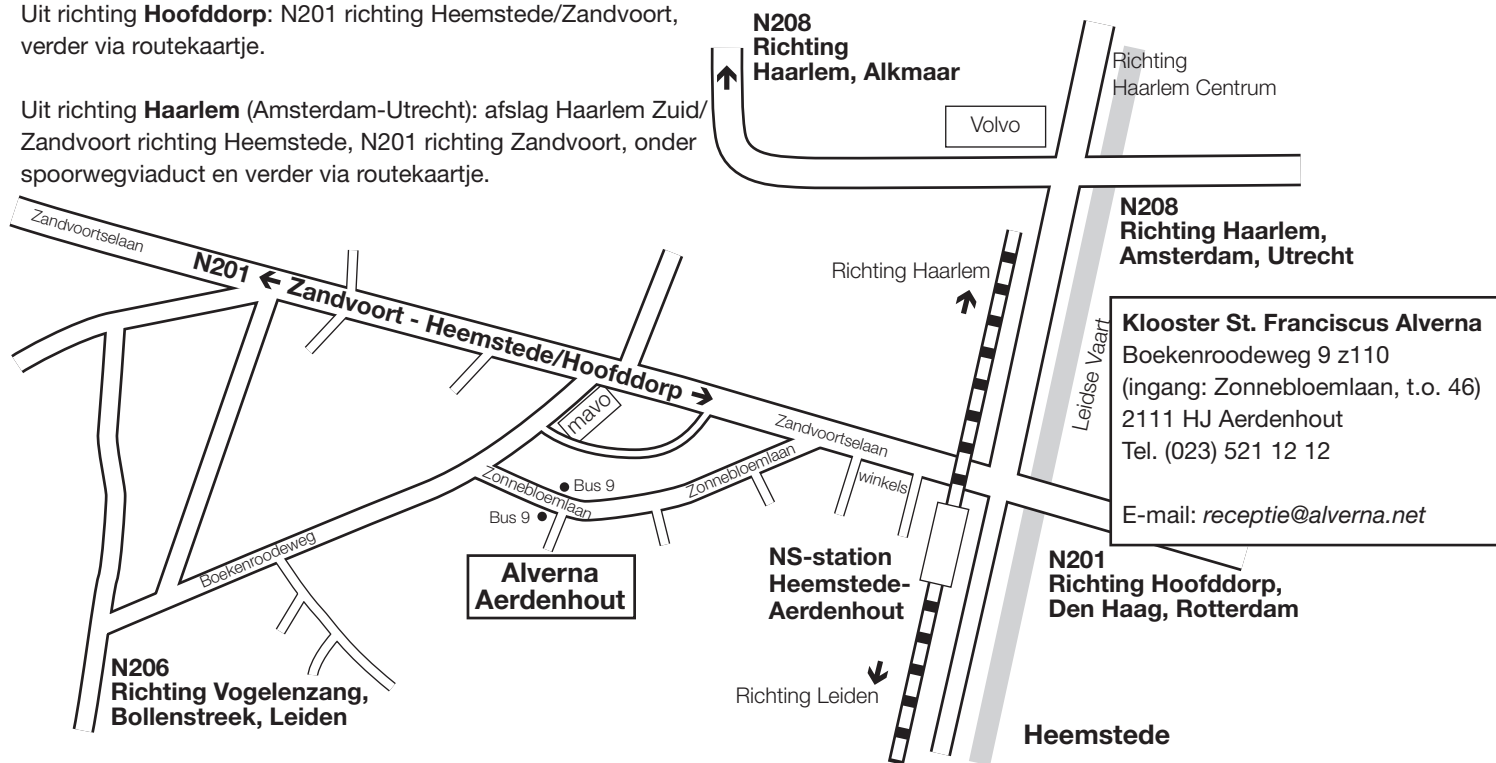 Uit richting Hoofddorp: N201 richting Heemstede/Zandvoort,
verder via routekaartje.
Uit richting Haarlem (Amsterdam-Utrecht): afslag Haarlem Zuid/
Zandvoort richting Heemstede, N201 richting Zandvoort, onder
spoorwegviaduct en verder via routekaartje.
N208
Richting
Haarlem, Alkmaar
Richting
Haarlem Centrum
Volvo
N208
Richting Haarlem,
Amsterdam, Utrecht
Zandvoortselaan
N201 ← Zandvoort - Heemstede/Hoofddorp →
Richting Haarlem
Leidse Vaart
Klooster St. Franciscus Alverna
Boekenroodeweg 9 z110
(ingang: Zonnebloemlaan, t.o. 46)
2111 HJ Aerdenhout
Tel. (023) 521 12 12
E-mail: receptie@alverna.net
mavo
Zandvoortselaan
Zonnebloemlaan
Zonnebloemlaan
winkels
Bus 9
Bus 9
Boekenroodeweg
Alverna
Aerdenhout
NS-station
Heemstede-
Aerdenhout
N201
Richting Hoofddorp,
Den Haag, Rotterdam
N206
Richting Vogelenzang,
Bollenstreek, Leiden
Richting Leiden
Heemstede